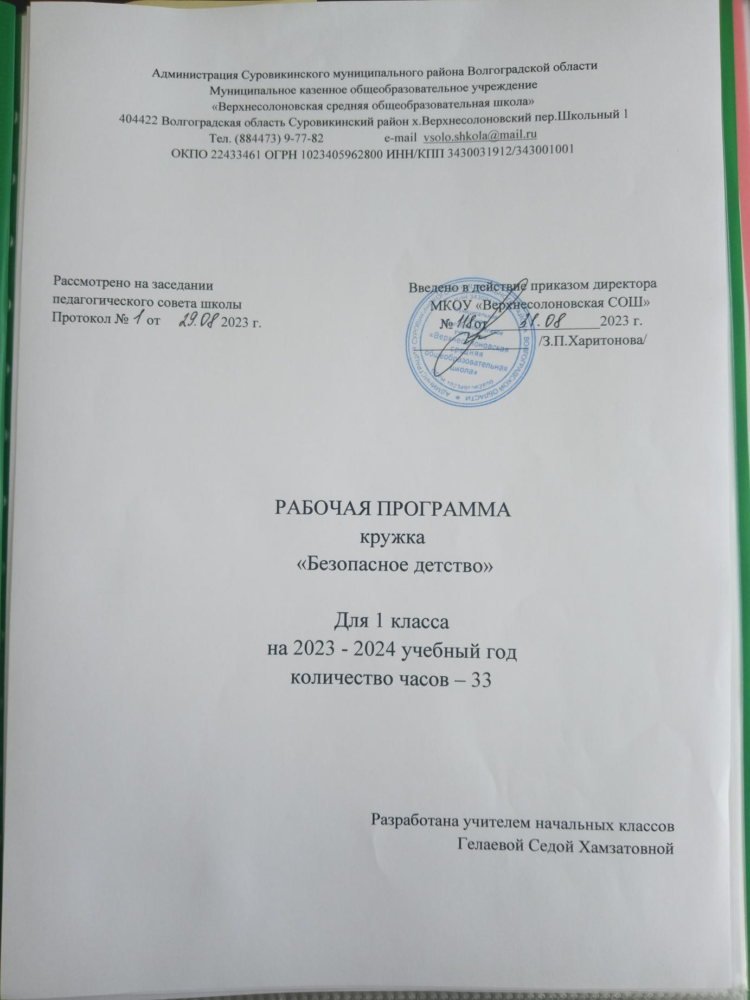 Администрация Суровикинского муниципального района Волгоградской области
Муниципальное казенное общеобразовательное учреждение
«Верхнесолоновская средняя общеобразовательная школа»
404422 Волгоградская область Суровикинский район х.Верхнесолоновский пер.Школьный 1
Тел. (884473) 9-77-82 e-mail vsolo.shkola@mail.ru
ОКПО 22433461 ОГРН 1023405962800 ИНН/КПП 3430031912/343001001
Рассмотрено на заседании
педагогического совета школы
Протокол № 1 от 29.08 2023 г.
Введено в действие приказом директора
МКОУ «Верхнесолоновская СОШ»
№ 118 от 31.08 2023 г.
/З.П.Харитонова/
АДМИНИСТРАЦИЯ СУРОВИКИНСКОГО МУНИЦИПАЛЬНОГО РАЙОНА ВОЛГОГРАДСКОЙ ОБЛАСТИ
«Верхнесолоновская
средняя
общеобразовательная
школа»
РАБОЧАЯ ПРОГРАММА
кружка
«Безопасное детство»
Для 1 класса
на 2023 - 2024 учебный год
количество часов – 33
Разработана учителем начальных классов
Гелаевой Седой Хамзатовной